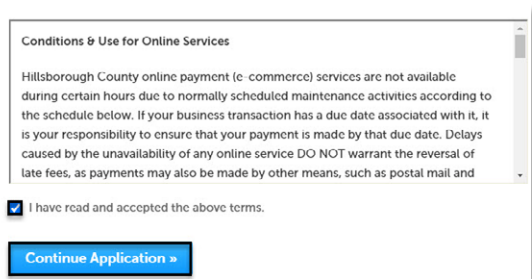 Conditions & Use for Online Services
Hillsborough County online payment (e-commerce) services are not available
during certain hours due to normally scheduled maintenance activities according to
the schedule below. If your business transaction has a due date associated with it, it
is your responsibility to ensure that your payment is made by that due date. Delays
caused by the unavailability of any online service DO NOT warrant the reversal of
late fees, as payments may also be made by other means, such as postal mail and
I have read and accepted the above terms.
Continue Application »